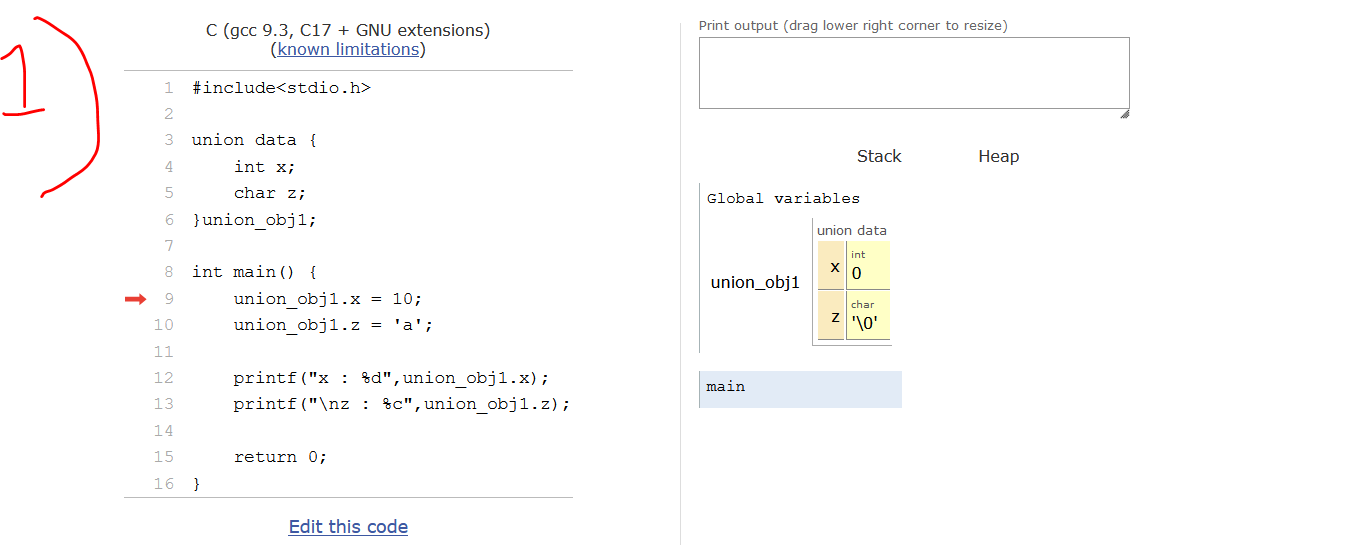 1)
C (gcc 9.3, C17 + GNU extensions)
(known limitations)
1 #include<stdio.h>
2
3 union data {
4     int x;
5     char z;
6 }union_obj1;
7
8 int main() {
9     union_obj1.x = 10;
10     union_obj1.z = 'a';
11
12     printf("x : %d",union_obj1.x);
13     printf("\nz : %c",union_obj1.z);
14
15     return 0;
16 }
Edit this code
Print output (drag lower right corner to resize)
Stack Heap
Global variables
union data
union_obj1
x int 0
z char '\0'
main